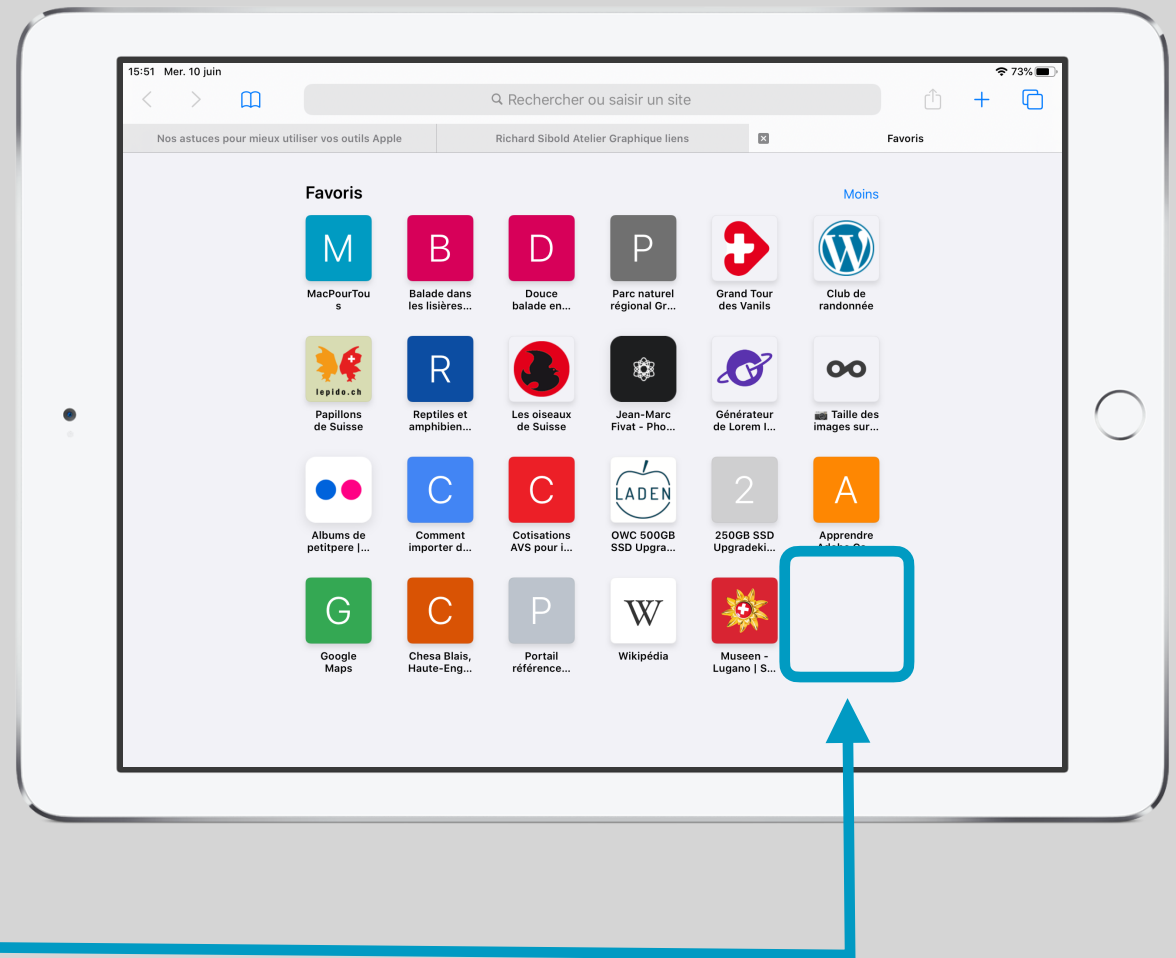 15:51 Mer. 10 juin
73%
Rechercher ou saisir un site
Nos astuces pour mieux utiliser vos outils Apple
Richard Sibold Atelier Graphique liens
Favoris
Favoris
Moins
M
B
D
P
W
MacPourTou
s
Balade dans
les lisières...
Douce
balade en...
Parc naturel
régional Gr...
Grand Tour
des Vanils
Club de
randonnée
lepido.ch
R
Papillons
de Suisse
Reptiles et
amphibien...
Les oiseaux
de Suisse
Jean-Marc
Fivat - Pho...
Générateur
de Lorem I...
📷 Taille des
images sur...
C
C
LADEN
2
A
Albums de
petitpere |...
Comment
importer d...
Cotisations
AVS pour i...
OWC 500GB
SSD Upgra...
250GB SSD
Upgradeki...
Apprendre
G
C
P
W
Google
Maps
Chesa Blais,
Haute-Eng...
Portail
référence...
Wikipédia
Museen -
Lugano | S...